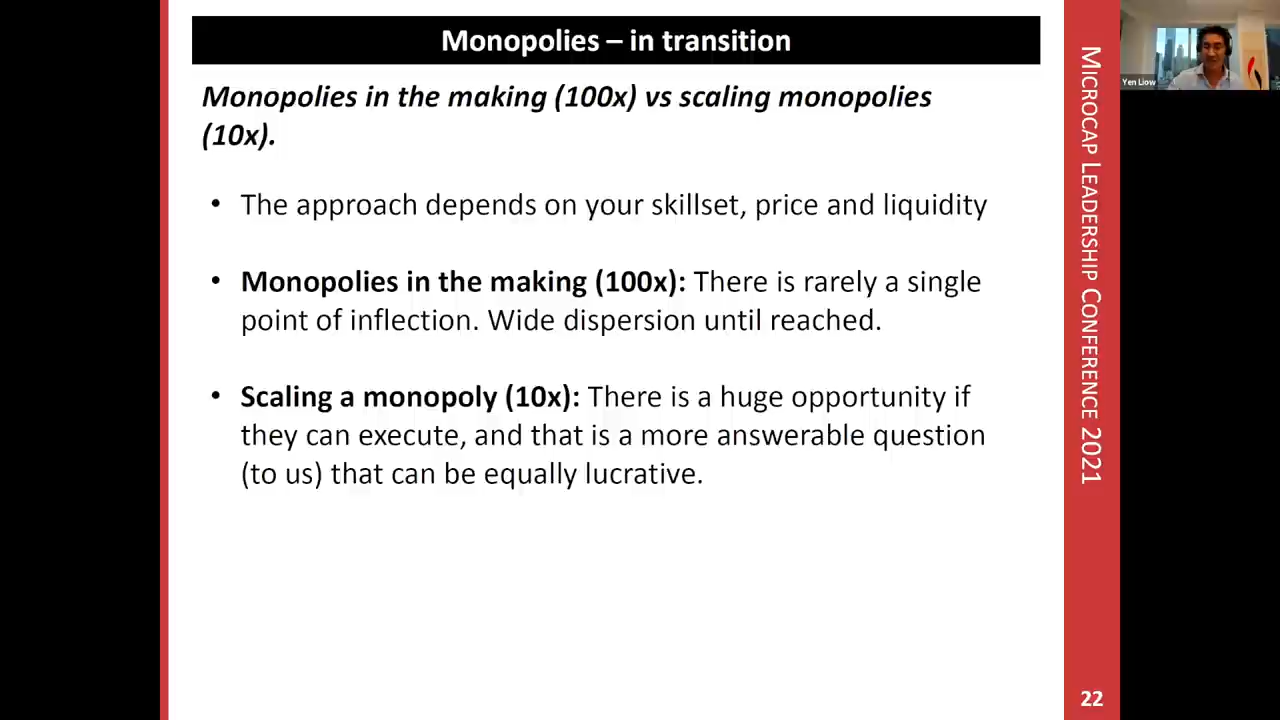 Monopolies – in transition
Monopolies in the making (100x) vs scaling monopolies
(10x).
• The approach depends on your skillset, price and liquidity
• Monopolies in the making (100x): There is rarely a single
point of inflection. Wide dispersion until reached.
• Scaling a monopoly (10x): There is a huge opportunity if
they can execute, and that is a more answerable question
(to us) that can be equally lucrative.
MICROCAP LEADERSHIP CONFERENCE 2021
22
Yen Liow